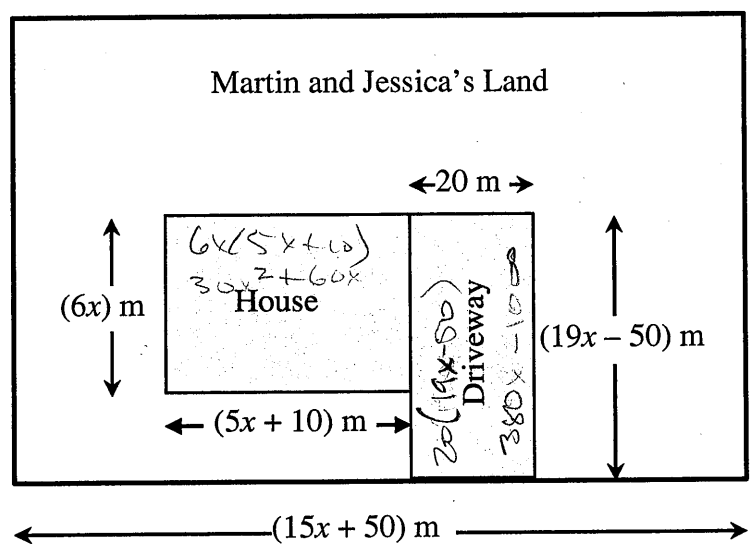 Martin and Jessica's Land
20 m
6x(5x+10)
30x²+60x
House
(6x) m
(5x + 10) m
20(19x-50)
Driveway
380x - 100
(19x – 50) m
(15x + 50) m